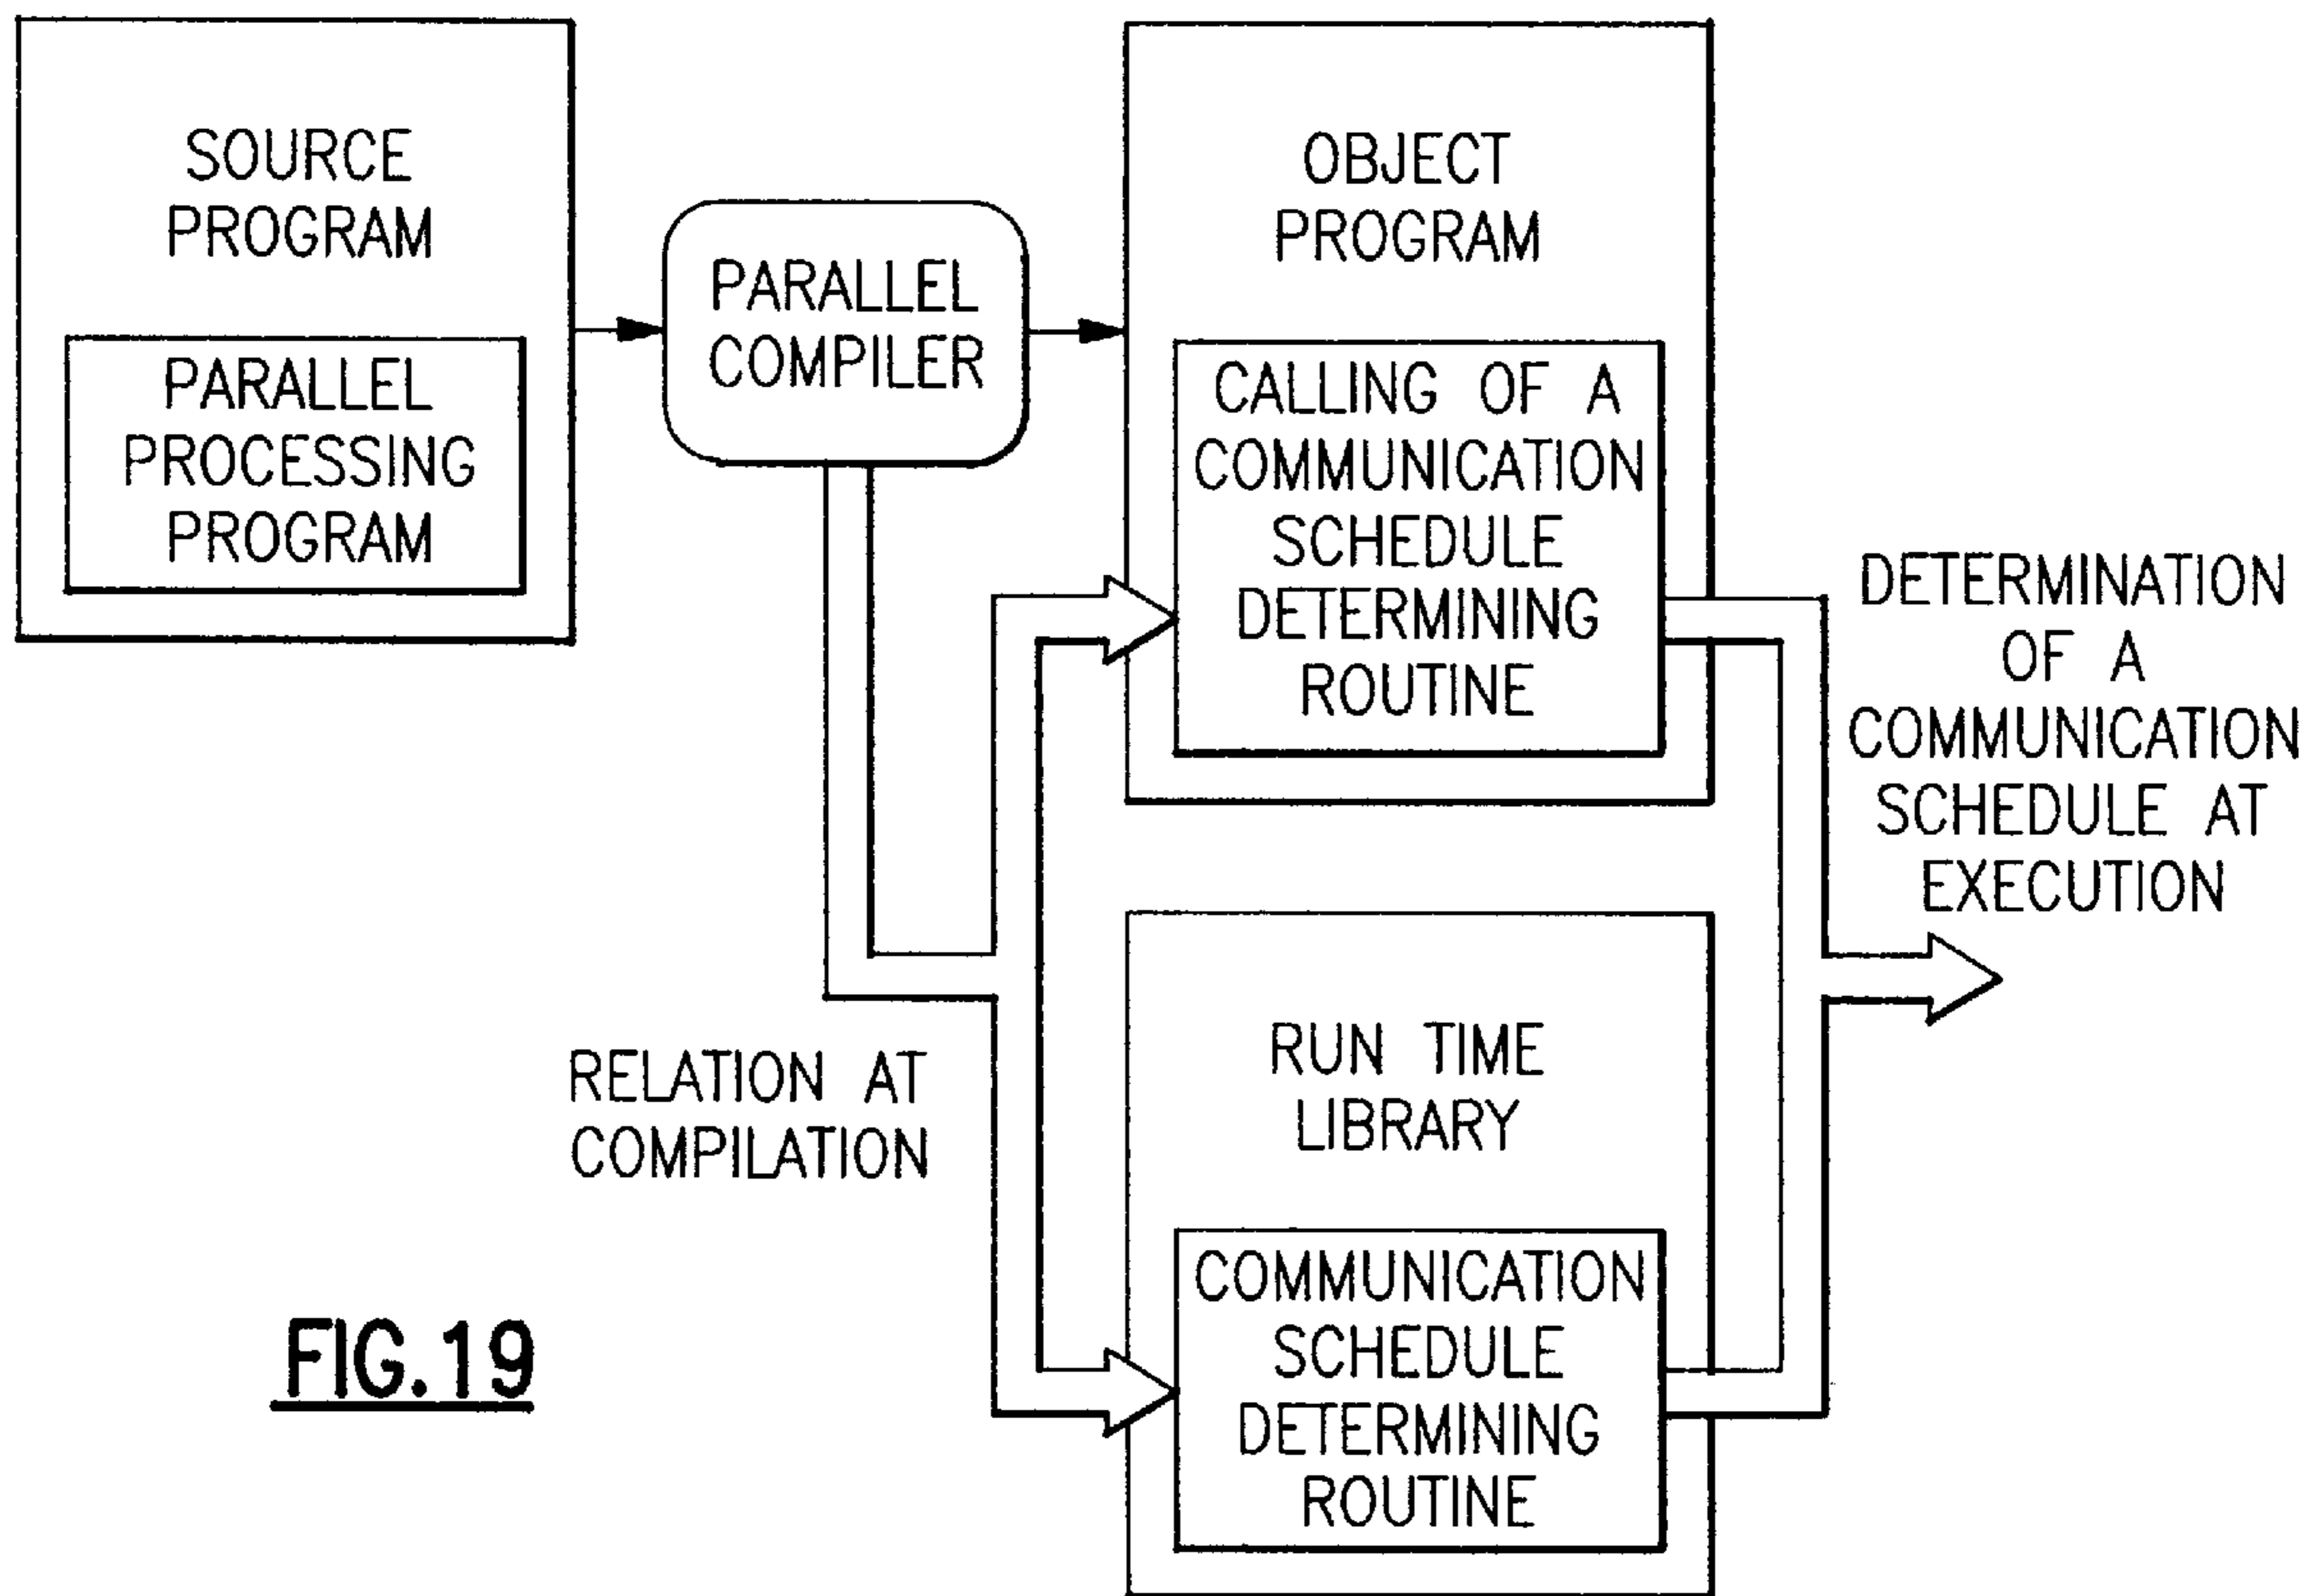 SOURCE
PROGRAM
PARALLEL
PROCESSING
PROGRAM
PARALLEL
COMPILER
OBJECT
PROGRAM
CALLING OF A
COMMUNICATION
SCHEDULE
DETERMINING
ROUTINE
DETERMINATION
OF A
COMMUNICATION
SCHEDULE AT
EXECUTION
RELATION AT
COMPILATION
RUN TIME
LIBRARY
COMMUNICATION
SCHEDULE
DETERMINING
ROUTINE
FIG.19